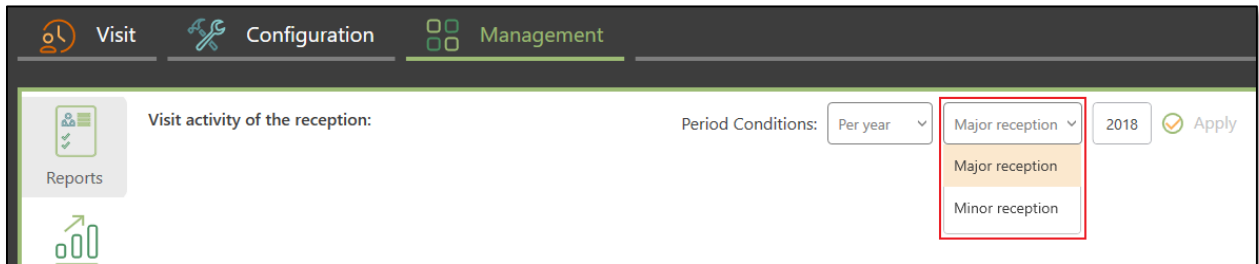 Visit Configuration Management
Visit activity of the reception: Period Conditions: Per year Major reception 2018 Apply
Major reception
Reports
Minor reception